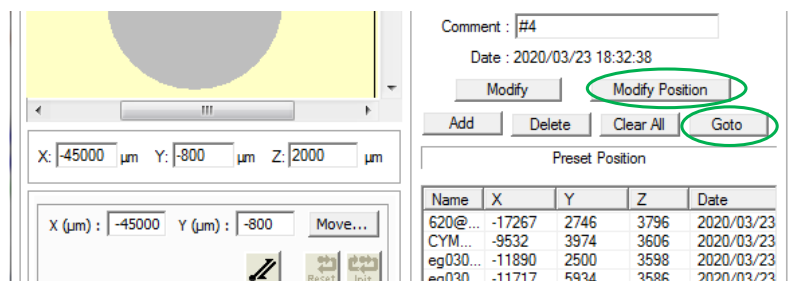 Comment : #4
Date : 2020/03/23 18:32:38
Modify Modify Position
Add Delete Clear All Goto
X: -45000 μm Y: -800 μm Z: 2000 μm
Preset Position
X (μm) : -45000 Y (μm) : -800 Move...
Reset Init
Name X Y Z Date
620@... -17267 2746 3796 2020/03/23
CYM... -9532 3974 3606 2020/03/23
eg030... -11890 2500 3598 2020/03/23
eg030... -11717 5934 3586 2020/03/23